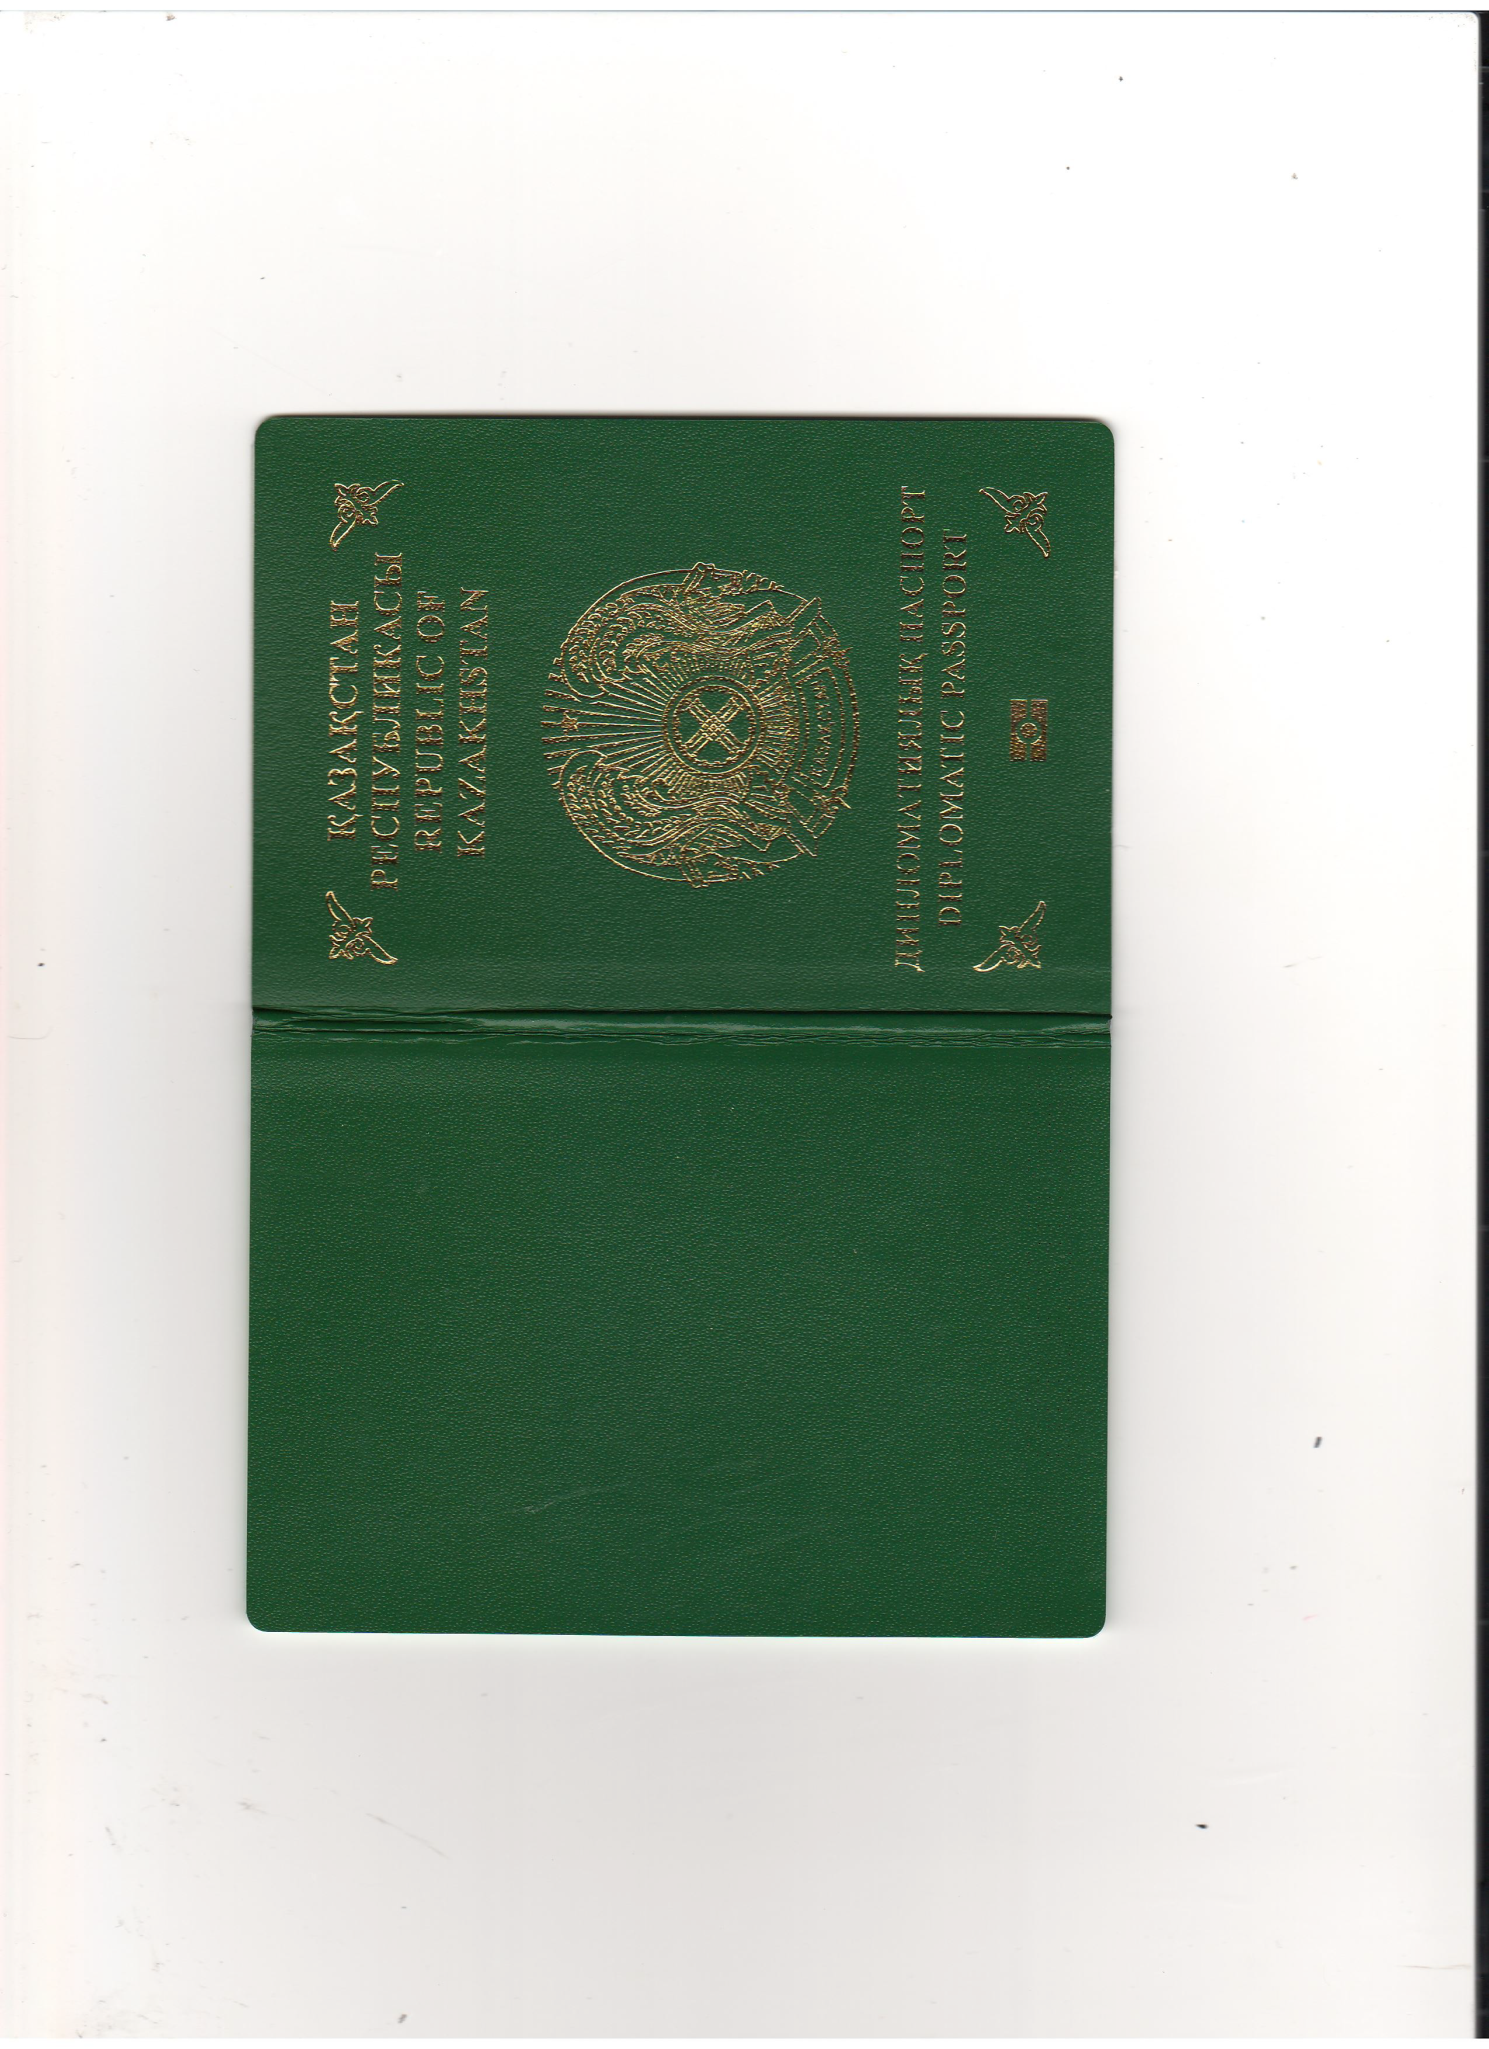 ҚАЗАҚСТАН
РЕСПУБЛИКАСЫ
REPUBLIC OF
KAZAKHSTAN
ДИПЛОМАТИЯЛЫҚ ПАСПОРТ
DIPLOMATIC PASSPORT